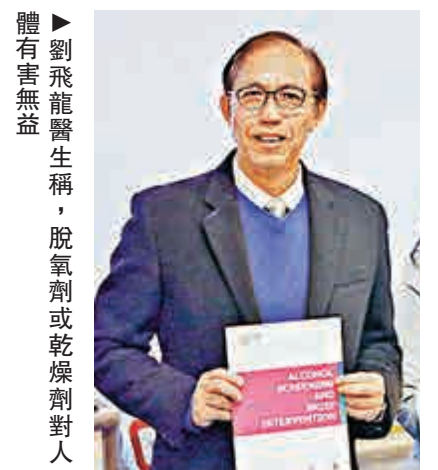 ▶劉飛龍醫生稱，脫氧劑或乾燥劑對人
體有害無益
ALCOHOL
SCREENING
AND
BRIEF
INTERVENTION